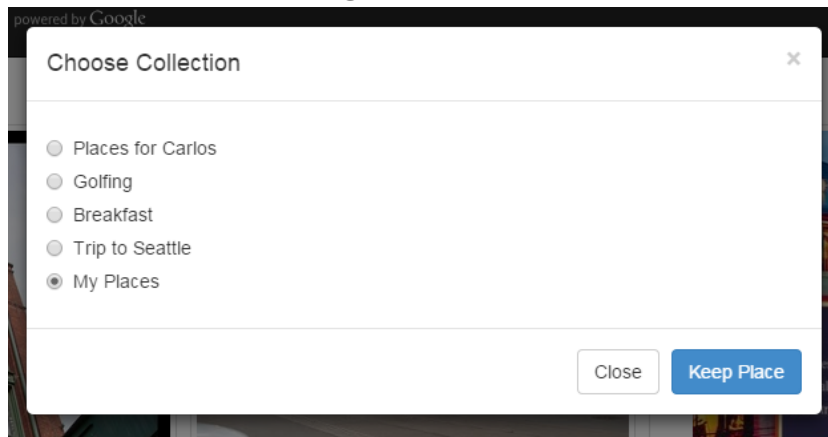 powered by Google
Choose Collection ×
Places for Carlos
Golfing
Breakfast
Trip to Seattle
My Places
Close Keep Place